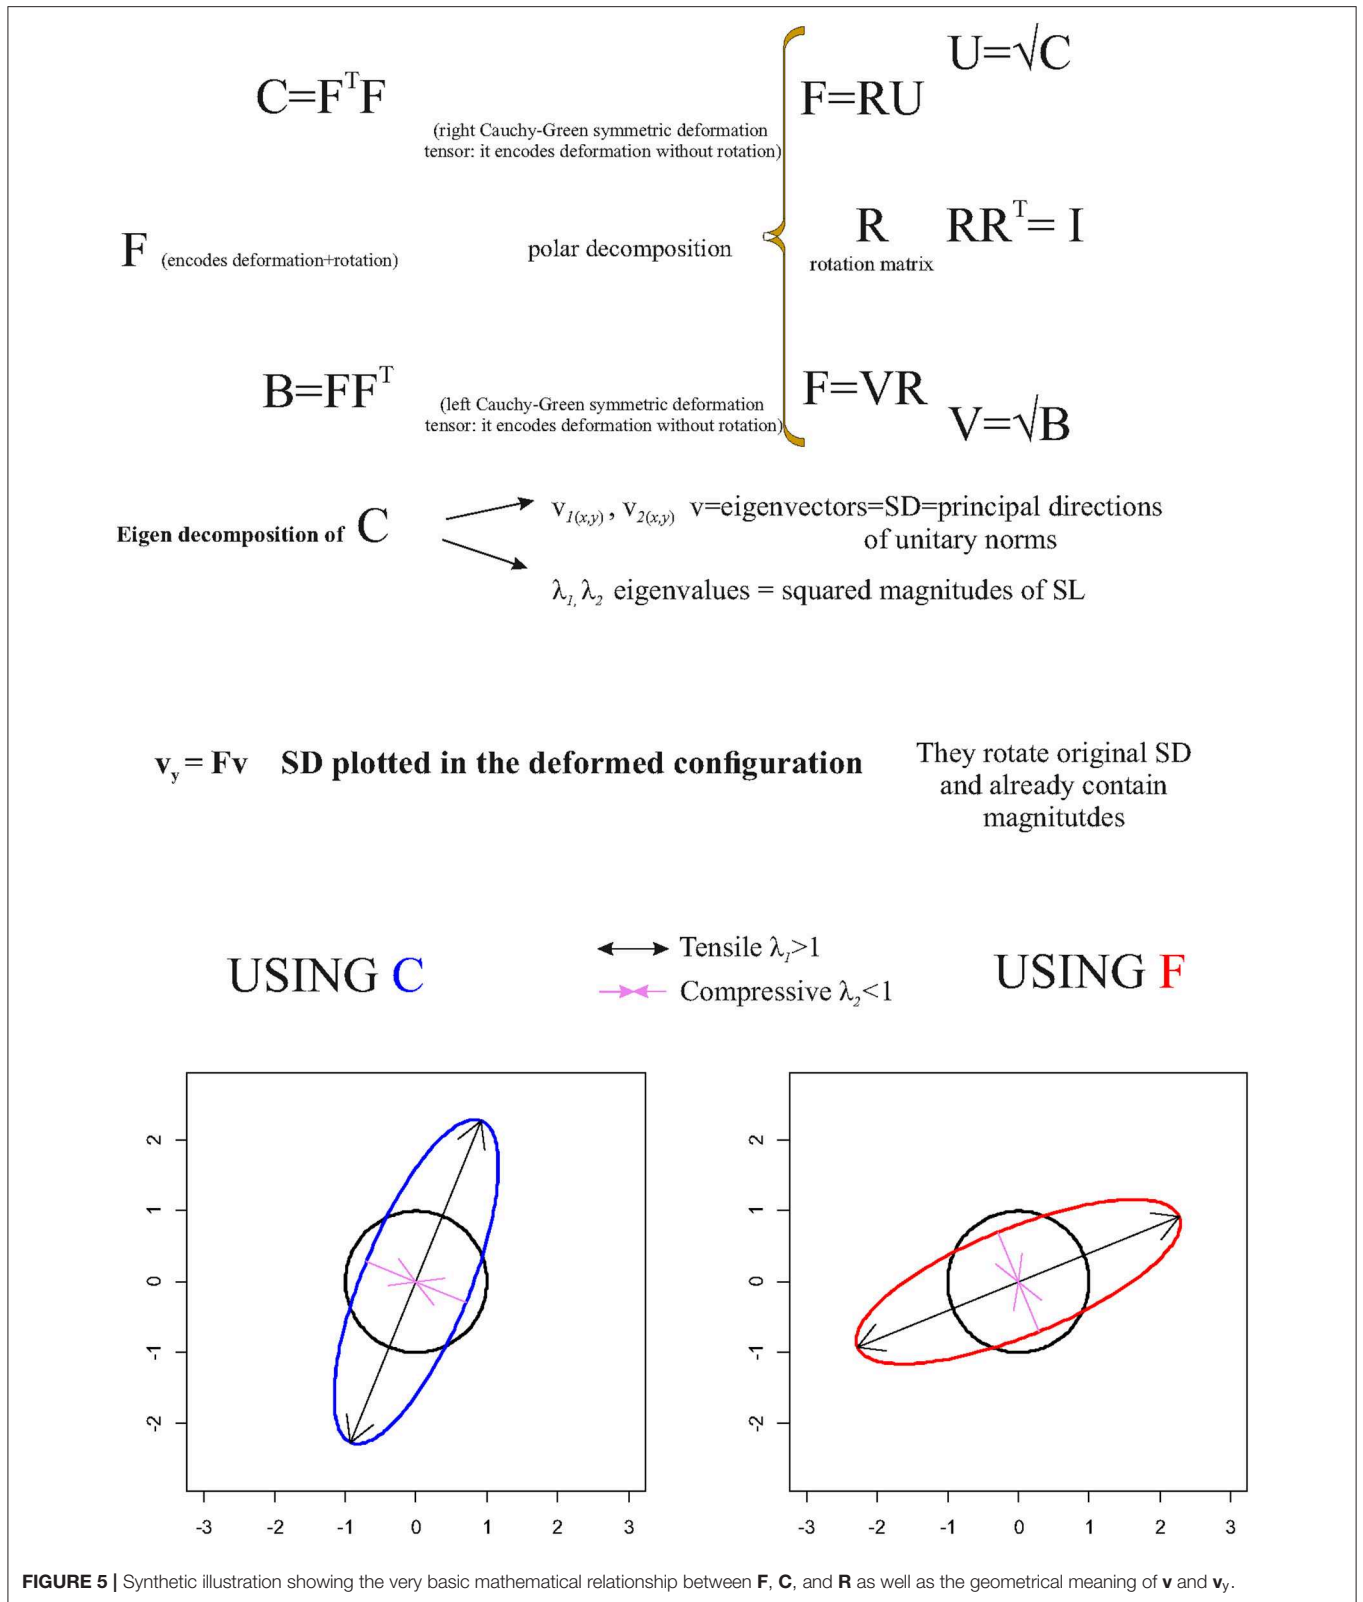 U=√C
C=FᵀF
F=RU
(right Cauchy-Green symmetric deformation
tensor: it encodes deformation without rotation)
F (encodes deformation+rotation)
polar decomposition
R RRᵀ= I
rotation matrix
B=FFᵀ
(left Cauchy-Green symmetric deformation
tensor: it encodes deformation without rotation)
F=VR
V=√B
Eigen decomposition of C
v1(x,y) , v2(x,y) v=eigenvectors=SD=principal directions
of unitary norms
λ1, λ2 eigenvalues = squared magnitudes of SL
vy = Fv SD plotted in the deformed configuration
They rotate original SD
and already contain
magnitutdes
USING C
Tensile λ1>1
Compressive λ2<1
USING F
2
1
0
-1
-2
-3 -2 -1 0 1 2 3
2
1
0
-1
-2
-3 -2 -1 0 1 2 3
FIGURE 5 | Synthetic illustration showing the very basic mathematical relationship between F, C, and R as well as the geometrical meaning of v and vy.